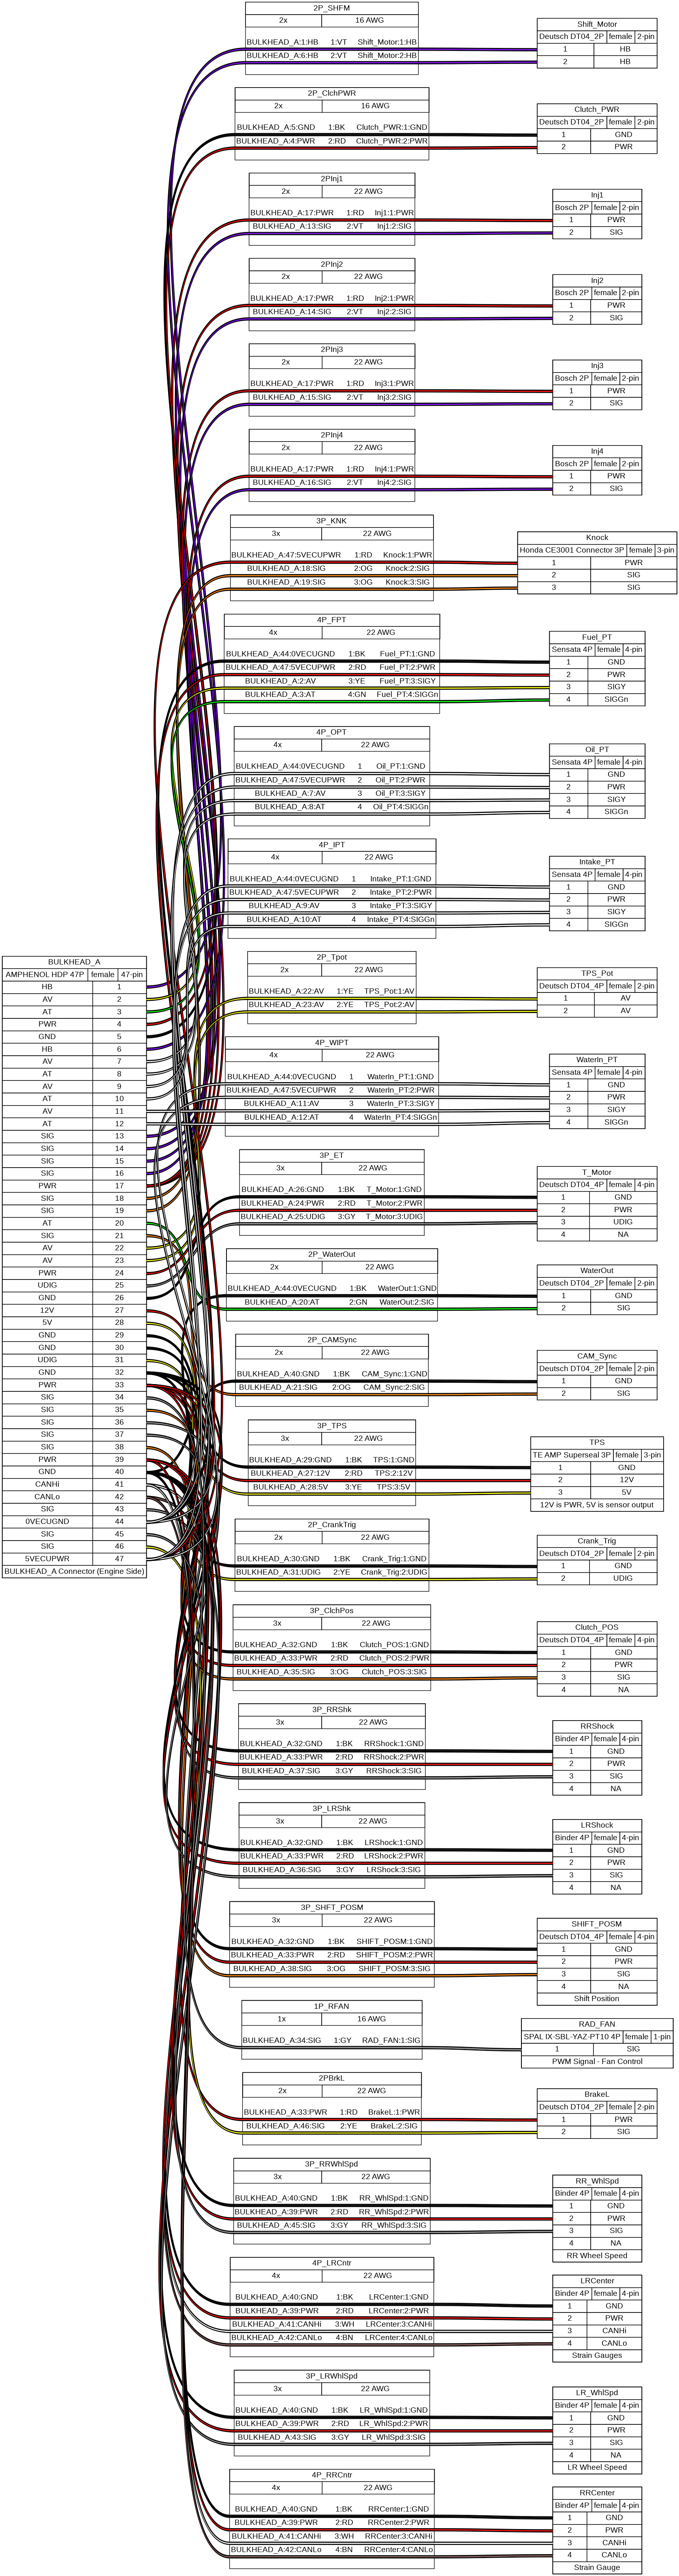 2P_SHFM
2x 16 AWG
BULKHEAD_A:1:HB 1:VT Shift_Motor:1:HB
BULKHEAD_A:6:HB 2:VT Shift_Motor:2:HB
Shift_Motor
Deutsch DT04_2P female 2-pin
1 HB
2 HB
2P_ClchPWR
2x 16 AWG
BULKHEAD_A:5:GND 1:BK Clutch_PWR:1:GND
BULKHEAD_A:4:PWR 2:RD Clutch_PWR:2:PWR
Clutch_PWR
Deutsch DT04_2P female 2-pin
1 GND
2 PWR
2PInj1
2x 22 AWG
BULKHEAD_A:17:PWR 1:RD Inj1:1:PWR
BULKHEAD_A:13:SIG 2:VT Inj1:2:SIG
Inj1
Bosch 2P female 2-pin
1 PWR
2 SIG
2PInj2
2x 22 AWG
BULKHEAD_A:17:PWR 1:RD Inj2:1:PWR
BULKHEAD_A:14:SIG 2:VT Inj2:2:SIG
Inj2
Bosch 2P female 2-pin
1 PWR
2 SIG
2PInj3
2x 22 AWG
BULKHEAD_A:17:PWR 1:RD Inj3:1:PWR
BULKHEAD_A:15:SIG 2:VT Inj3:2:SIG
Inj3
Bosch 2P female 2-pin
1 PWR
2 SIG
2PInj4
2x 22 AWG
BULKHEAD_A:17:PWR 1:RD Inj4:1:PWR
BULKHEAD_A:16:SIG 2:VT Inj4:2:SIG
Inj4
Bosch 2P female 2-pin
1 PWR
2 SIG
3P_KNK
3x 22 AWG
BULKHEAD_A:47:5VECUPWR 1:RD Knock:1:PWR
BULKHEAD_A:18:SIG 2:OG Knock:2:SIG
BULKHEAD_A:19:SIG 3:OG Knock:3:SIG
Knock
Honda CE3001 Connector 3P female 3-pin
1 PWR
2 SIG
3 SIG
4P_FPT
4x 22 AWG
BULKHEAD_A:44:0VECUGND 1:BK Fuel_PT:1:GND
BULKHEAD_A:47:5VECUPWR 2:RD Fuel_PT:2:PWR
BULKHEAD_A:2:AV 3:YE Fuel_PT:3:SIGY
BULKHEAD_A:3:AT 4:GN Fuel_PT:4:SIGGn
Fuel_PT
Sensata 4P female 4-pin
1 GND
2 PWR
3 SIGY
4 SIGGn
4P_OPT
4x 22 AWG
BULKHEAD_A:44:0VECUGND 1 Oil_PT:1:GND
BULKHEAD_A:47:5VECUPWR 2 Oil_PT:2:PWR
BULKHEAD_A:7:AV 3 Oil_PT:3:SIGY
BULKHEAD_A:8:AT 4 Oil_PT:4:SIGGn
Oil_PT
Sensata 4P female 4-pin
1 GND
2 PWR
3 SIGY
4 SIGGn
4P_IPT
4x 22 AWG
BULKHEAD_A:44:0VECUGND 1 Intake_PT:1:GND
BULKHEAD_A:47:5VECUPWR 2 Intake_PT:2:PWR
BULKHEAD_A:9:AV 3 Intake_PT:3:SIGY
BULKHEAD_A:10:AT 4 Intake_PT:4:SIGGn
Intake_PT
Sensata 4P female 4-pin
1 GND
2 PWR
3 SIGY
4 SIGGn
BULKHEAD_A
AMPHENOL HDP 47P female 47-pin
HB 1
AV 2
AT 3
PWR 4
GND 5
HB 6
AV 7
AT 8
AV 9
AT 10
AV 11
AT 12
SIG 13
SIG 14
SIG 15
SIG 16
PWR 17
SIG 18
SIG 19
AT 20
SIG 21
AV 22
AV 23
PWR 24
UDIG 25
GND 26
12V 27
5V 28
GND 29
GND 30
UDIG 31
GND 32
PWR 33
SIG 34
SIG 35
SIG 36
SIG 37
SIG 38
PWR 39
GND 40
CANHi 41
CANLo 42
SIG 43
0VECUGND 44
SIG 45
SIG 46
5VECUPWR 47
BULKHEAD_A Connector (Engine Side)
2P_Tpot
2x 22 AWG
BULKHEAD_A:22:AV 1:YE TPS_Pot:1:AV
BULKHEAD_A:23:AV 2:YE TPS_Pot:2:AV
TPS_Pot
Deutsch DT04_4P female 2-pin
1 AV
2 AV
4P_WIPT
4x 22 AWG
BULKHEAD_A:44:0VECUGND 1 WaterIn_PT:1:GND
BULKHEAD_A:47:5VECUPWR 2 WaterIn_PT:2:PWR
BULKHEAD_A:11:AV 3 WaterIn_PT:3:SIGY
BULKHEAD_A:12:AT 4 WaterIn_PT:4:SIGGn
WaterIn_PT
Sensata 4P female 4-pin
1 GND
2 PWR
3 SIGY
4 SIGGn
3P_ET
3x 22 AWG
BULKHEAD_A:26:GND 1:BK T_Motor:1:GND
BULKHEAD_A:24:PWR 2:RD T_Motor:2:PWR
BULKHEAD_A:25:UDIG 3:GY T_Motor:3:UDIG
T_Motor
Deutsch DT04_4P female 4-pin
1 GND
2 PWR
3 UDIG
4 NA
2P_WaterOut
2x 22 AWG
BULKHEAD_A:44:0VECUGND 1:BK WaterOut:1:GND
BULKHEAD_A:20:AT 2:GN WaterOut:2:SIG
WaterOut
Deutsch DT04_2P female 2-pin
1 GND
2 SIG
2P_CAMSync
2x 22 AWG
BULKHEAD_A:40:GND 1:BK CAM_Sync:1:GND
BULKHEAD_A:21:SIG 2:OG CAM_Sync:2:SIG
CAM_Sync
Deutsch DT04_2P female 2-pin
1 GND
2 SIG
3P_TPS
3x 22 AWG
BULKHEAD_A:29:GND 1:BK TPS:1:GND
BULKHEAD_A:27:12V 2:RD TPS:2:12V
BULKHEAD_A:28:5V 3:YE TPS:3:5V
TPS
TE AMP Superseal 3P female 3-pin
1 GND
2 12V
3 5V
12V is PWR, 5V is sensor output
2P_CrankTrig
2x 22 AWG
BULKHEAD_A:30:GND 1:BK Crank_Trig:1:GND
BULKHEAD_A:31:UDIG 2:YE Crank_Trig:2:UDIG
Crank_Trig
Deutsch DT04_2P female 2-pin
1 GND
2 UDIG
3P_ClchPos
3x 22 AWG
BULKHEAD_A:32:GND 1:BK Clutch_POS:1:GND
BULKHEAD_A:33:PWR 2:RD Clutch_POS:2:PWR
BULKHEAD_A:35:SIG 3:OG Clutch_POS:3:SIG
Clutch_POS
Deutsch DT04_4P female 4-pin
1 GND
2 PWR
3 SIG
4 NA
3P_RRShk
3x 22 AWG
BULKHEAD_A:32:GND 1:BK RRShock:1:GND
BULKHEAD_A:33:PWR 2:RD RRShock:2:PWR
BULKHEAD_A:37:SIG 3:GY RRShock:3:SIG
RRShock
Binder 4P female 4-pin
1 GND
2 PWR
3 SIG
4 NA
3P_LRShk
3x 22 AWG
BULKHEAD_A:32:GND 1:BK LRShock:1:GND
BULKHEAD_A:33:PWR 2:RD LRShock:2:PWR
BULKHEAD_A:36:SIG 3:GY LRShock:3:SIG
LRShock
Binder 4P female 4-pin
1 GND
2 PWR
3 SIG
4 NA
3P_SHFT_POSM
3x 22 AWG
BULKHEAD_A:32:GND 1:BK SHIFT_POSM:1:GND
BULKHEAD_A:33:PWR 2:RD SHIFT_POSM:2:PWR
BULKHEAD_A:38:SIG 3:OG SHIFT_POSM:3:SIG
SHIFT_POSM
Deutsch DT04_4P female 4-pin
1 GND
2 PWR
3 SIG
4 NA
Shift Position
1P_RFAN
1x 16 AWG
BULKHEAD_A:34:SIG 1:GY RAD_FAN:1:SIG
RAD_FAN
SPAL IX-SBL-YAZ-PT10 4P female 1-pin
1 SIG
PWM Signal - Fan Control
2PBrkL
2x 22 AWG
BULKHEAD_A:33:PWR 1:RD BrakeL:1:PWR
BULKHEAD_A:46:SIG 2:YE BrakeL:2:SIG
BrakeL
Deutsch DT04_2P female 2-pin
1 PWR
2 SIG
3P_RRWhlSpd
3x 22 AWG
BULKHEAD_A:40:GND 1:BK RR_WhlSpd:1:GND
BULKHEAD_A:39:PWR 2:RD RR_WhlSpd:2:PWR
BULKHEAD_A:45:SIG 3:GY RR_WhlSpd:3:SIG
RR_WhlSpd
Binder 4P female 4-pin
1 GND
2 PWR
3 SIG
4 NA
RR Wheel Speed
4P_LRCntr
4x 22 AWG
BULKHEAD_A:40:GND 1:BK LRCenter:1:GND
BULKHEAD_A:39:PWR 2:RD LRCenter:2:PWR
BULKHEAD_A:41:CANHi 3:WH LRCenter:3:CANHi
BULKHEAD_A:42:CANLo 4:BN LRCenter:4:CANLo
LRCenter
Binder 4P female 4-pin
1 GND
2 PWR
3 CANHi
4 CANLo
Strain Gauges
3P_LRWhlSpd
3x 22 AWG
BULKHEAD_A:40:GND 1:BK LR_WhlSpd:1:GND
BULKHEAD_A:39:PWR 2:RD LR_WhlSpd:2:PWR
BULKHEAD_A:43:SIG 3:GY LR_WhlSpd:3:SIG
LR_WhlSpd
Binder 4P female 4-pin
1 GND
2 PWR
3 SIG
4 NA
LR Wheel Speed
4P_RRCntr
4x 22 AWG
BULKHEAD_A:40:GND 1:BK RRCenter:1:GND
BULKHEAD_A:39:PWR 2:RD RRCenter:2:PWR
BULKHEAD_A:41:CANHi 3:WH RRCenter:3:CANHi
BULKHEAD_A:42:CANLo 4:BN RRCenter:4:CANLo
RRCenter
Binder 4P female 4-pin
1 GND
2 PWR
3 CANHi
4 CANLo
Strain Gauge